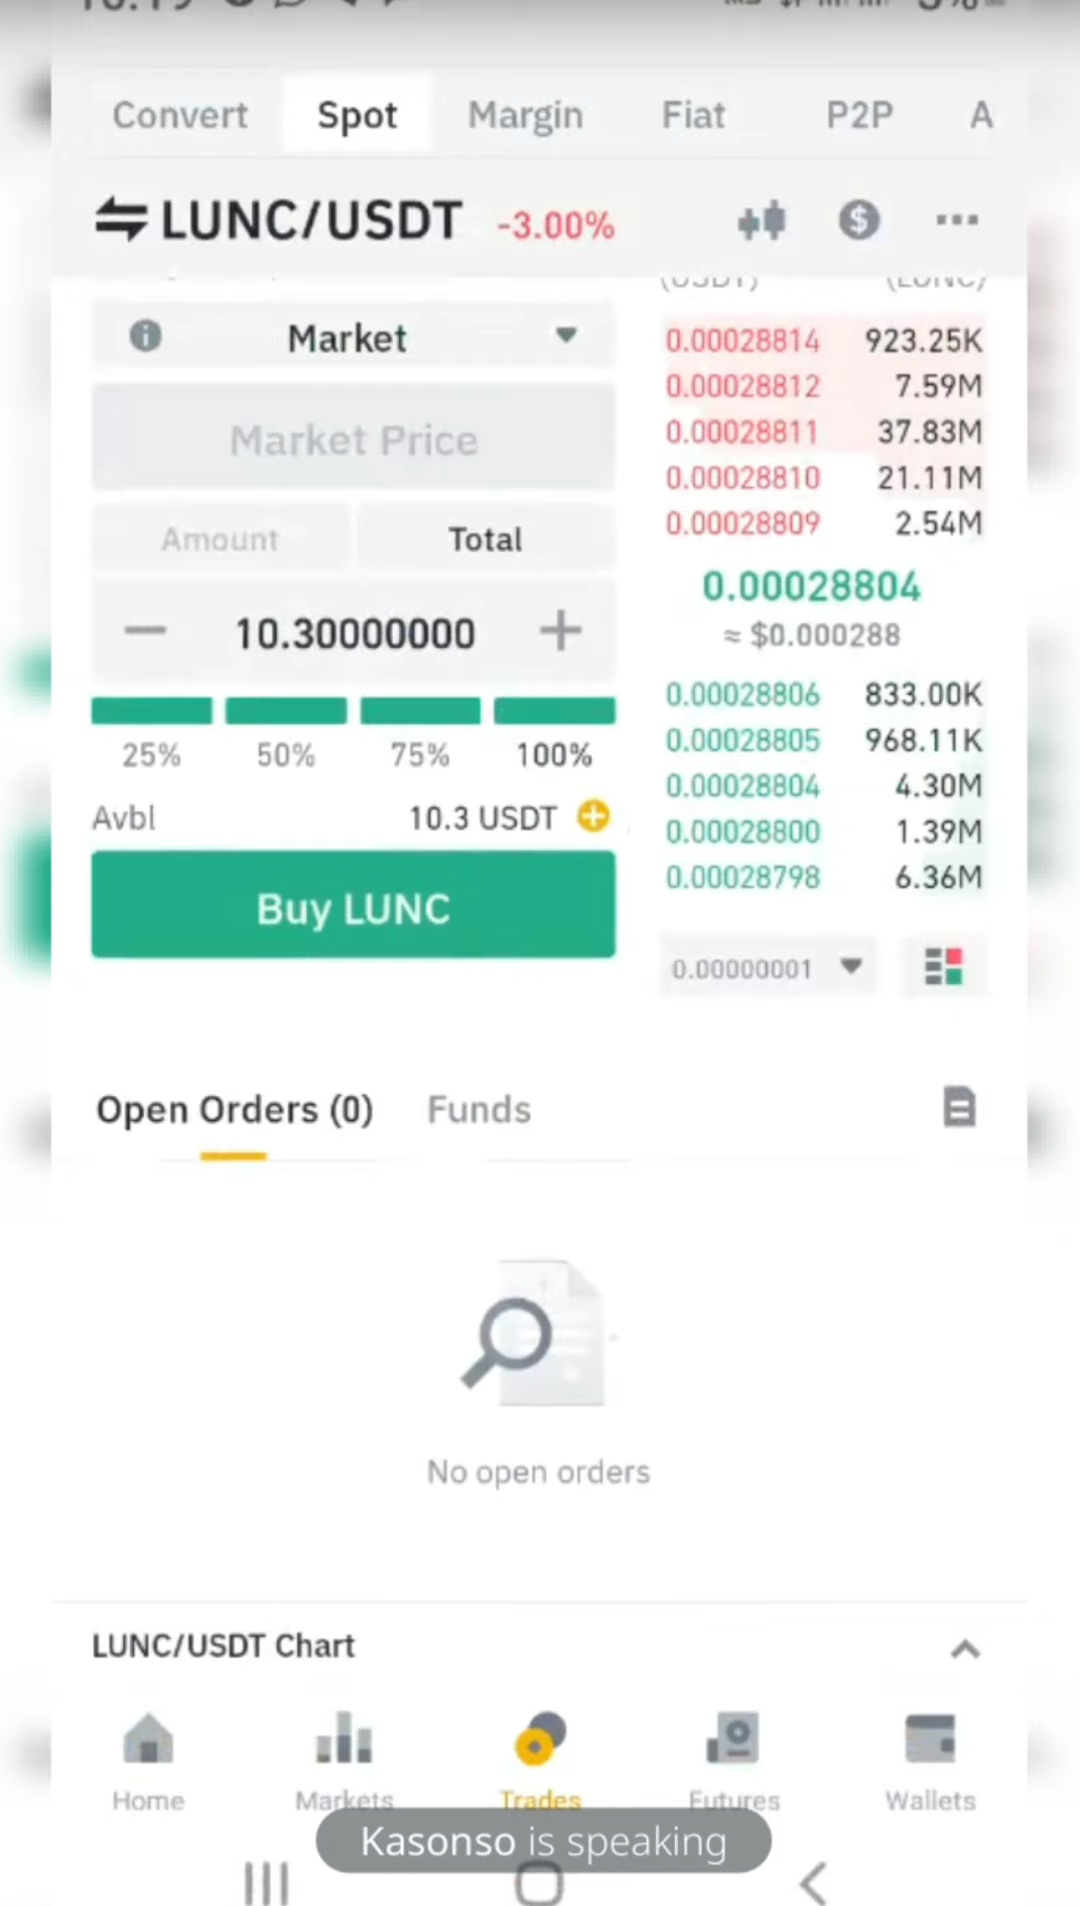 Convert Spot Margin Fiat P2P A
LUNC/USDT -3.00%
(USDT) (LUNC)
Market
Market Price
Amount Total
10.30000000
25% 50% 75% 100%
Avbl 10.3 USDT
Buy LUNC
0.00028814 923.25K
0.00028812 7.59M
0.00028811 37.83M
0.00028810 21.11M
0.00028809 2.54M
0.00028804
≈ $0.000288
0.00028806 833.00K
0.00028805 968.11K
0.00028804 4.30M
0.00028800 1.39M
0.00028798 6.36M
0.00000001
Open Orders (0) Funds
No open orders
LUNC/USDT Chart
Home Markets Trades Futures Wallets
Kasonso is speaking